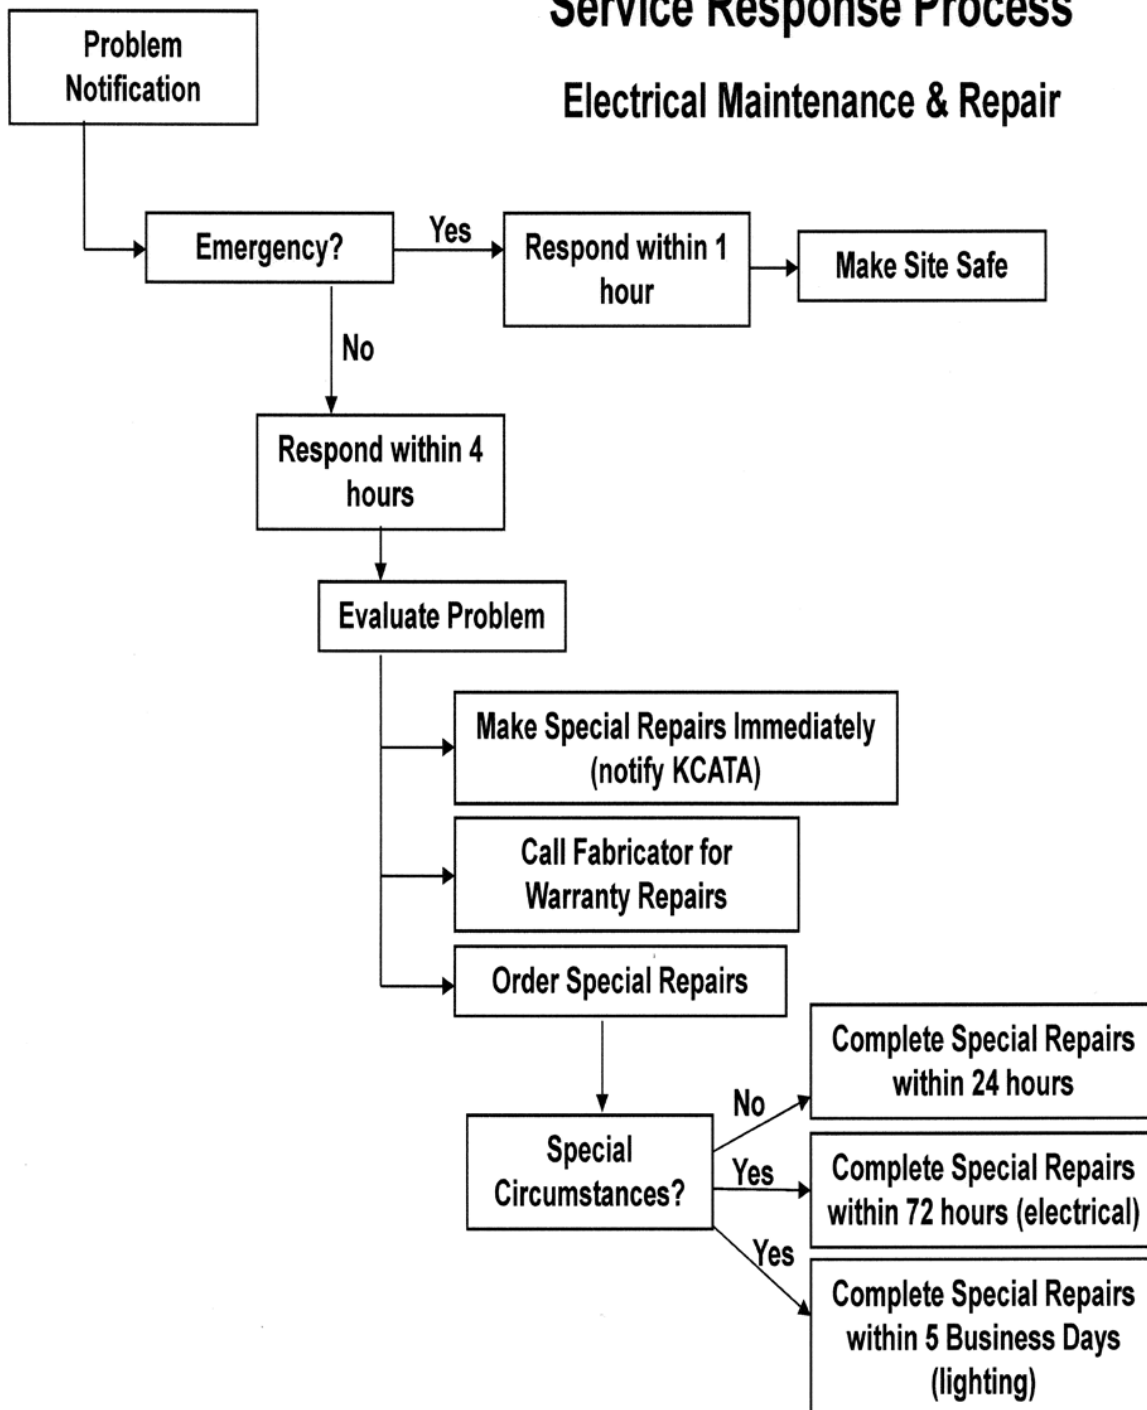 Service Response Process
Electrical Maintenance & Repair
Problem
Notification
Emergency?
Yes
Respond within 1
hour
Make Site Safe
No
Respond within 4
hours
Evaluate Problem
Make Special Repairs Immediately
(notify KCATA)
Call Fabricator for
Warranty Repairs
Order Special Repairs
Special
Circumstances?
No
Complete Special Repairs
within 24 hours
Yes
Complete Special Repairs
within 72 hours (electrical)
Yes
Complete Special Repairs
within 5 Business Days
(lighting)